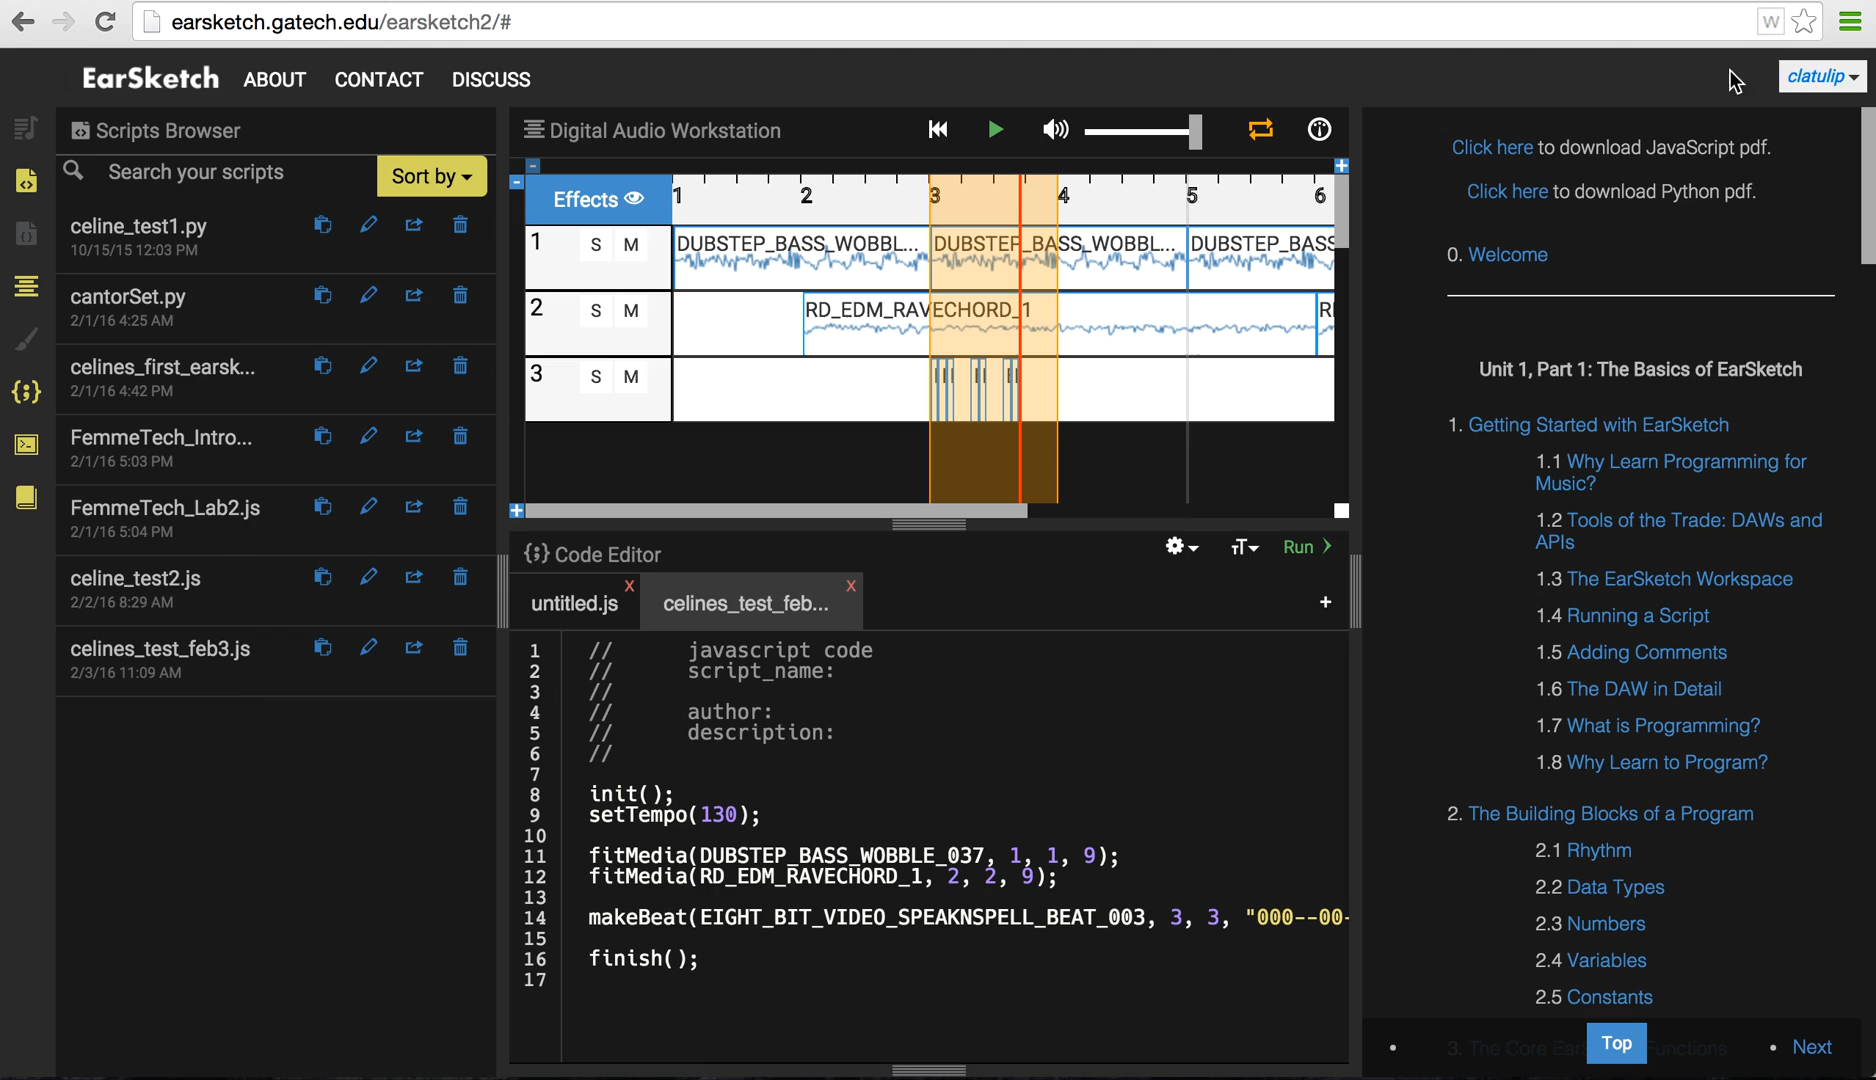 earsketch.gatech.edu/earsketch2/#
W
EarSketch ABOUT CONTACT DISCUSS
clatulip
Scripts Browser
Search your scripts
Sort by
celine_test1.py
10/15/15 12:03 PM
cantorSet.py
2/1/16 4:25 AM
celines_first_earsk...
2/1/16 4:42 PM
FemmeTech_Intro...
2/1/16 5:03 PM
FemmeTech_Lab2.js
2/1/16 5:04 PM
celine_test2.js
2/2/16 8:29 AM
celines_test_feb3.js
2/3/16 11:09 AM
Digital Audio Workstation
Effects
1 2 3 4 5 6
1 S M DUBSTEP_BASS_WOBBL... DUBSTEP_BASS_WOBBL... DUBSTEP_BASS
2 S M RD_EDM_RAVECHORD_1 RI
3 S M
Code Editor
Run
untitled.js x
celines_test_feb... x
+
1 // javascript code
2 // script_name:
3 //
4 // author:
5 // description:
6 //
7
8 init();
9 setTempo(130);
10
11 fitMedia(DUBSTEP_BASS_WOBBLE_037, 1, 1, 9);
12 fitMedia(RD_EDM_RAVECHORD_1, 2, 2, 9);
13
14 makeBeat(EIGHT_BIT_VIDEO_SPEAKNSPELL_BEAT_003, 3, 3, "000--00-
15
16 finish();
17
Click here to download JavaScript pdf.
Click here to download Python pdf.
0. Welcome
Unit 1, Part 1: The Basics of EarSketch
1. Getting Started with EarSketch
1.1 Why Learn Programming for
Music?
1.2 Tools of the Trade: DAWs and
APIs
1.3 The EarSketch Workspace
1.4 Running a Script
1.5 Adding Comments
1.6 The DAW in Detail
1.7 What is Programming?
1.8 Why Learn to Program?
2. The Building Blocks of a Program
2.1 Rhythm
2.2 Data Types
2.3 Numbers
2.4 Variables
2.5 Constants
3. The Core Ear Functions
Top
Next